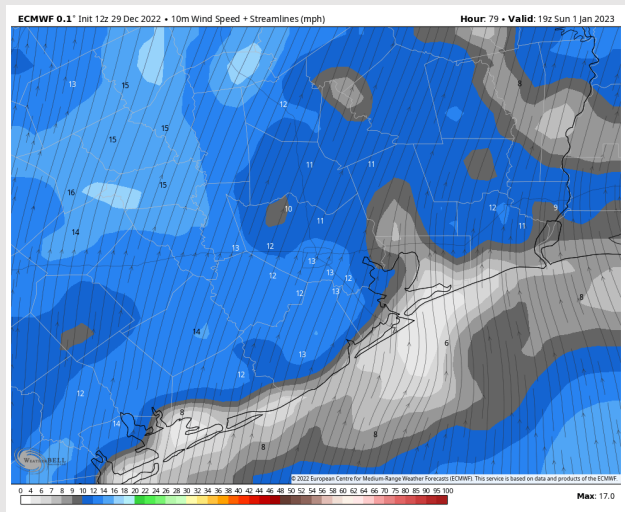 ECMWF 0.1° Init 12z 29 Dec 2022 • 10m Wind Speed + Streamlines (mph) Hour: 79 • Valid: 19z Sun 1 Jan 2023
13 15 8
12
15 15
11 11
16 15
10 12 9
14 11 11
13 12
13
12 13 12
12 13 8
14 6
13
12
12
8
14 8
8
WeatherBELL
© 2022 European Centre for Medium-Range Weather Forecasts (ECMWF). This service is based on data and products of the ECMWF.
0 4 6 7 8 9 10 12 14 16 18 20 22 24 26 28 30 32 34 36 38 40 42 44 46 48 50 52 54 56 58 60 62 64 66 70 75 80 85 90 95 100
Max: 17.0